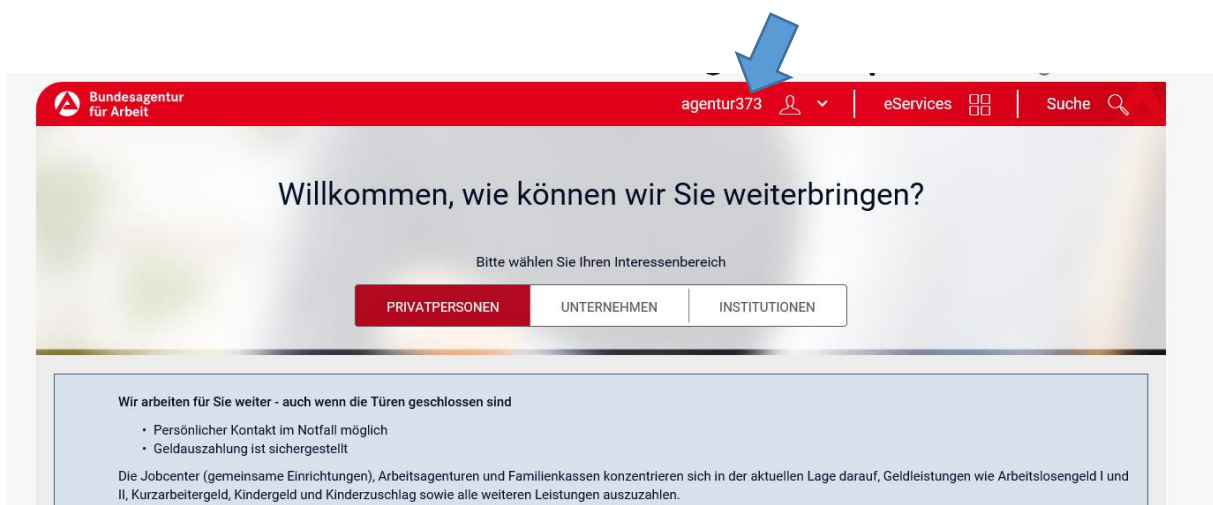 Bundesagentur
für Arbeit
agentur373
eServices
Suche
Willkommen, wie können wir Sie weiterbringen?
Bitte wählen Sie Ihren Interessenbereich
PRIVATPERSONEN
UNTERNEHMEN
INSTITUTIONEN
Wir arbeiten für Sie weiter - auch wenn die Türen geschlossen sind
• Persönlicher Kontakt im Notfall möglich
• Geldauszahlung ist sichergestellt
Die Jobcenter (gemeinsame Einrichtungen), Arbeitsagenturen und Familienkassen konzentrieren sich in der aktuellen Lage darauf, Geldleistungen wie Arbeitslosengeld I und
II, Kurzarbeitergeld, Kindergeld und Kinderzuschlag sowie alle weiteren Leistungen auszuzahlen.